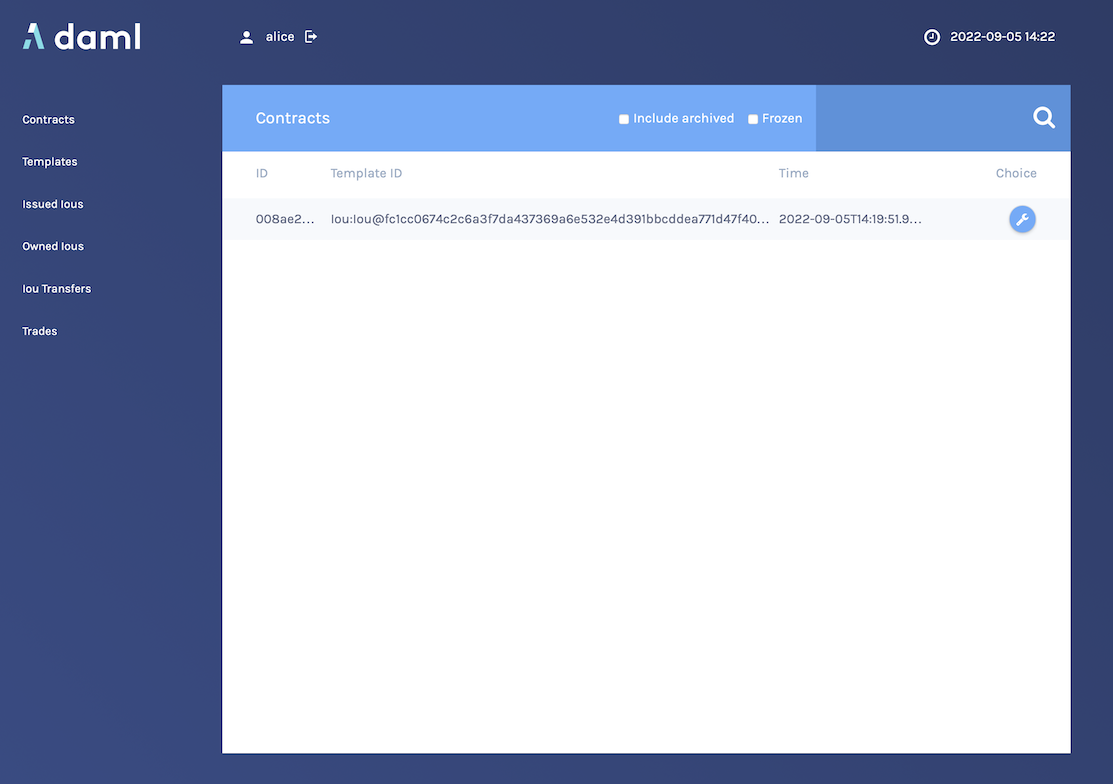 daml
alice
2022-09-05 14:22
Contracts
Templates
Issued Ious
Owned Ious
Iou Transfers
Trades
Contracts Include archived Frozen
ID Template ID Time Choice
008ae2... Iou:Iou@fc1cc0674c2c6a3f7da437369a6e532e4d391bbcddea771d47f40... 2022-09-05T14:19:51.9...